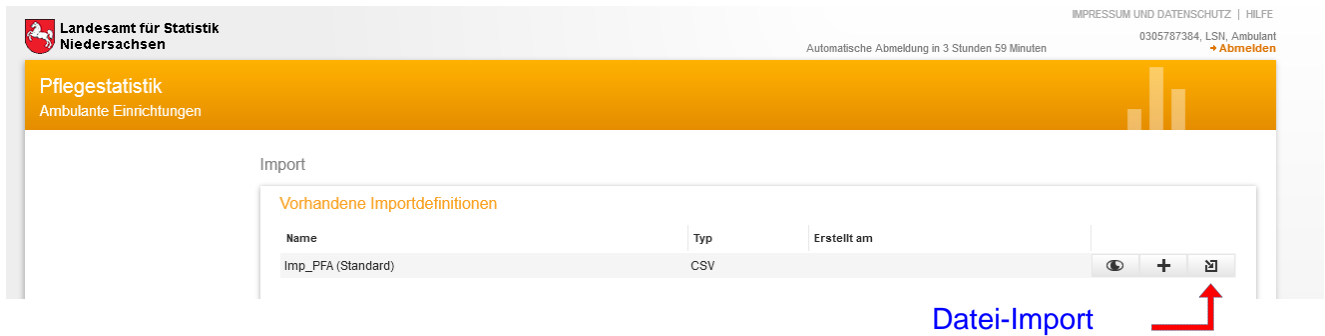 IMPRESSUM UND DATENSCHUTZ | HILFE
Landesamt für Statistik
Niedersachsen
0305787384, LSN, Ambulant
Automatische Abmeldung in 3 Stunden 59 Minuten
Abmelden
Pflegestatistik
Ambulante Einrichtungen
Import
Vorhandene Importdefinitionen
Name Typ Erstellt am
Imp_PFA (Standard) CSV
Datei-Import